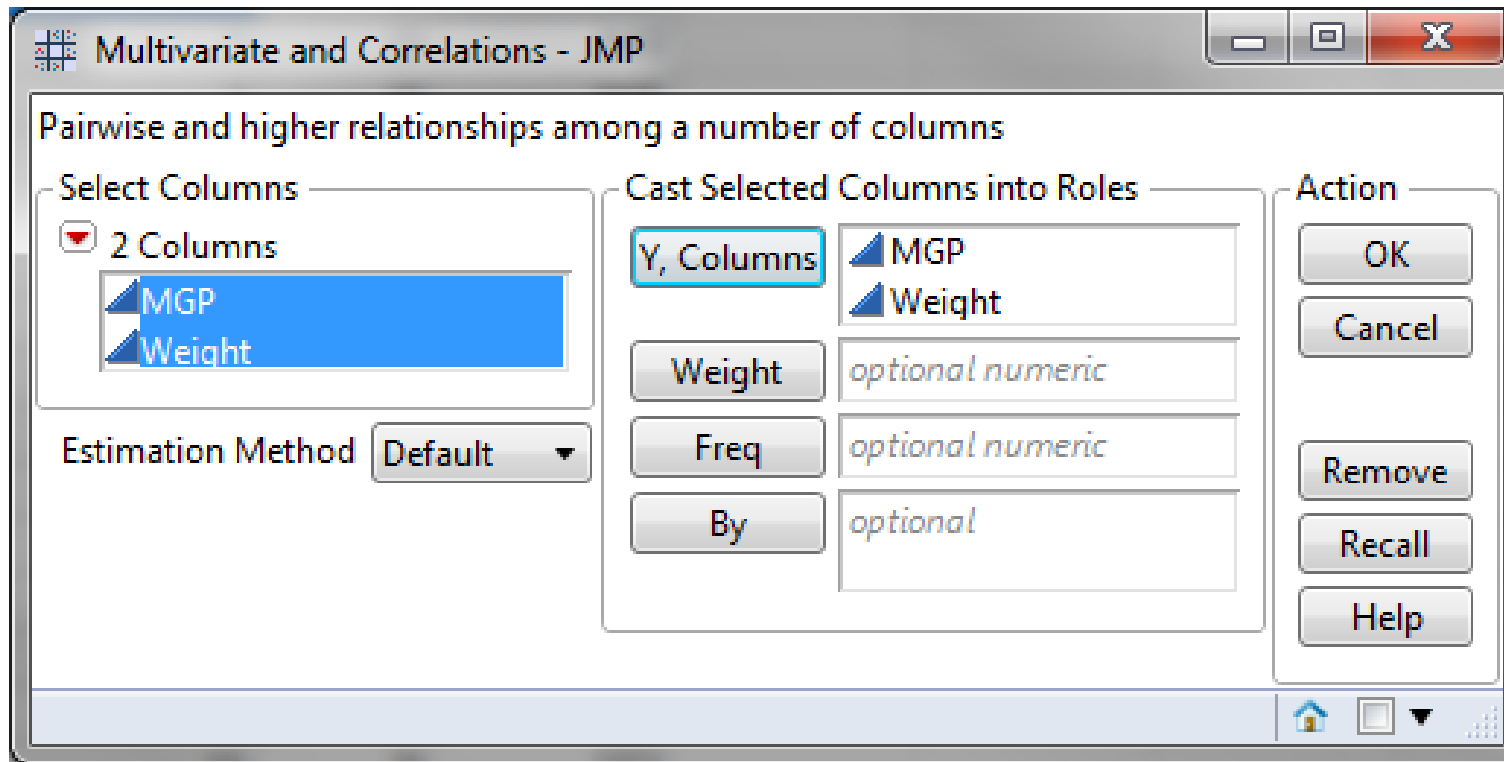 Multivariate and Correlations - JMP
Pairwise and higher relationships among a number of columns
Select Columns
2 Columns
MGP
Weight
Estimation Method Default
Cast Selected Columns into Roles
Y, Columns MGP
Weight
Weight optional numeric
Freq optional numeric
By optional
Action
OK
Cancel
Remove
Recall
Help